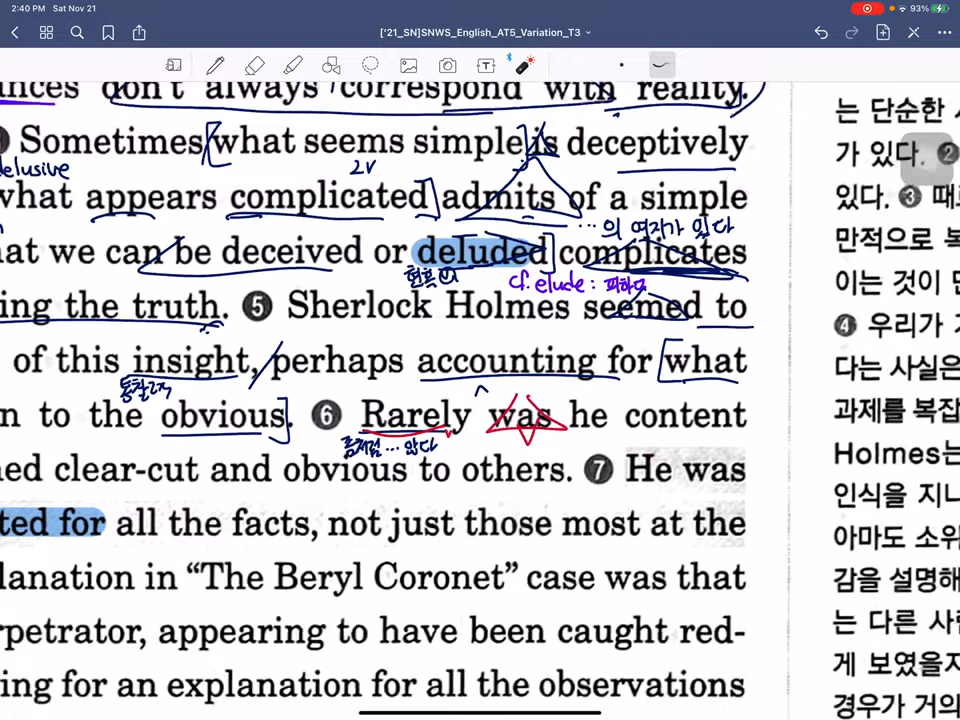 2:40 PM Sat Nov 21
93%
['21_SN]SNWS_English_AT5_Variation_T3
ances don't always correspond with reality.
Sometimes what seems simple is deceptively
elusive
2V
what appears complicated admits of a simple
... 의 여지가 있다
at we can be deceived or deluded complicates
현혹되다
cf. elude : 피하다
ing the truth. ❺ Sherlock Holmes seemed to
of this insight, perhaps accounting for what
통찰력
n to the obvious. ❻ Rarely was he content
좀처럼 ... 않다
ed clear-cut and obvious to others. ❼ He was
ted for all the facts, not just those most at the
lanation in “The Beryl Coronet” case was that
rpetrator, appearing to have been caught red-
ing for an explanation for all the observations
는 단순한
가 있다. ❷
있다. ❸ 때
만적으로 복
이는 것이
❹ 우리가
다는 사실은
과제를 복잡
Holmes는
인식을 지니
아마도 소위
감을 설명해
는 다른 사람
게 보였을지
경우가 거의